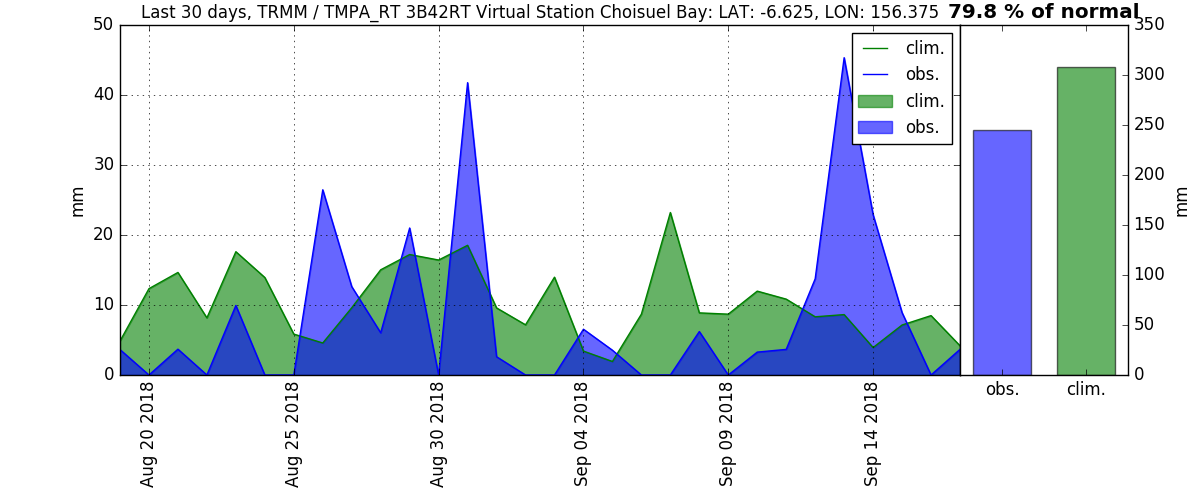 Last 30 days, TRMM / TMPA_RT 3B42RT Virtual Station Choisuel Bay: LAT: -6.625, LON: 156.375
79.8 % of normal
50
40
30
20
10
0
mm
clim.
obs.
clim.
obs.
Aug 20 2018
Aug 25 2018
Aug 30 2018
Sep 04 2018
Sep 09 2018
Sep 14 2018
350
300
250
200
150
100
50
0
mm
obs.
clim.